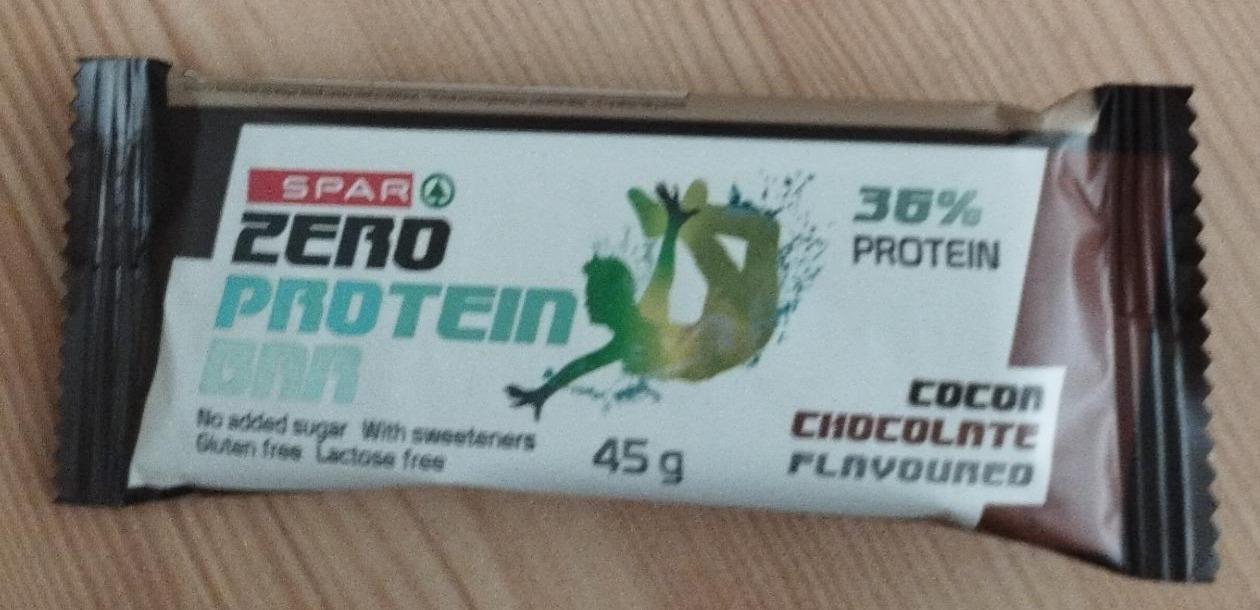 SPAR
ZERO
PROTEIN
BAR
No added sugar With sweeteners
Gluten free Lactose free
45 g
36%
PROTEIN
COCOA
CHOCOLATE
FLAVOURED